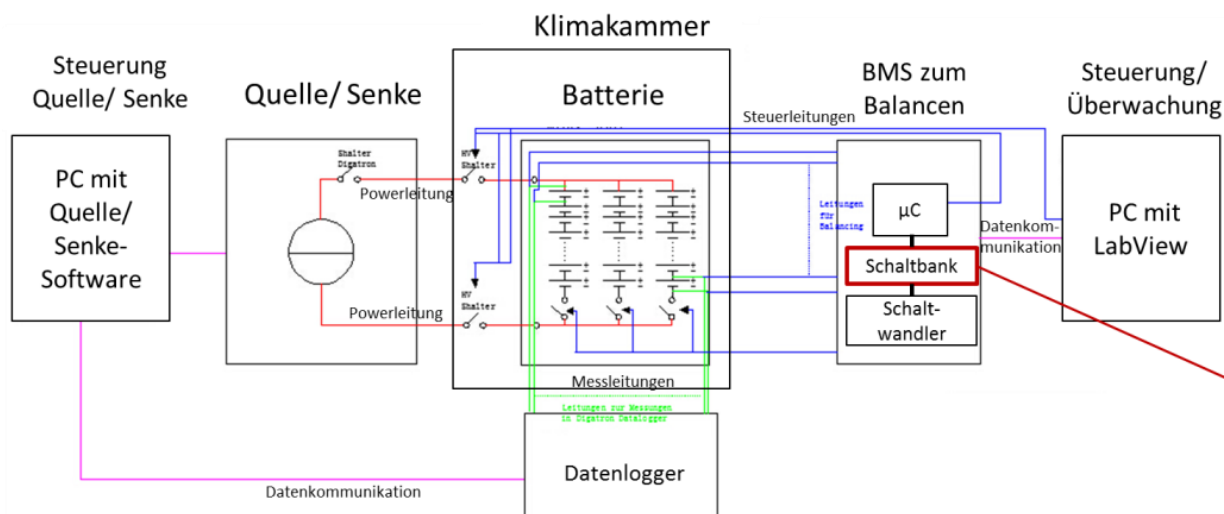 Klimakammer
Steuerung
Quelle/ Senke
Quelle/ Senke
Batterie
BMS zum
Balancen
Steuerung/
Überwachung
Steuerleitungen
PC mit
Quelle/
Senke-
Software
Shalter
Digatron
HV
Shalter
Powerleitung
Leitungen
für
Balancing
µC
Datenkom-
munikation
PC mit
LabView
Schaltbank
Schalt-
wandler
HV
Shalter
Powerleitung
Messleitungen
Leitungen zur Messungen
in Digatron Datalogger
Datenlogger
Datenkommunikation